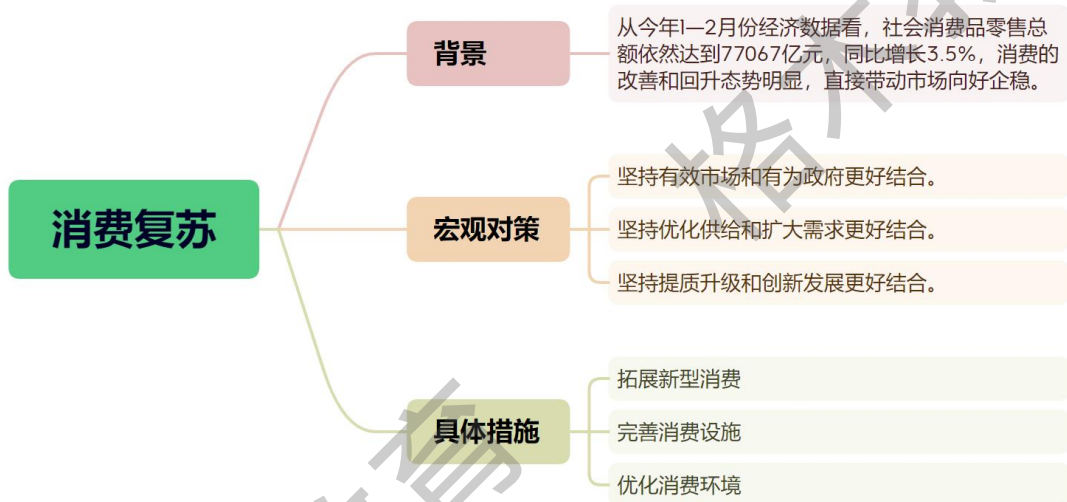 消费复苏
背景
从今年1—2月份经济数据看，社会消费品零售总
额依然达到77067亿元，同比增长3.5%，消费的
改善和回升态势明显，直接带动市场向好企稳。
宏观对策
坚持有效市场和有为政府更好结合。
坚持优化供给和扩大需求更好结合。
坚持提质升级和创新发展更好结合。
具体措施
拓展新型消费
完善消费设施
优化消费环境
格木
育